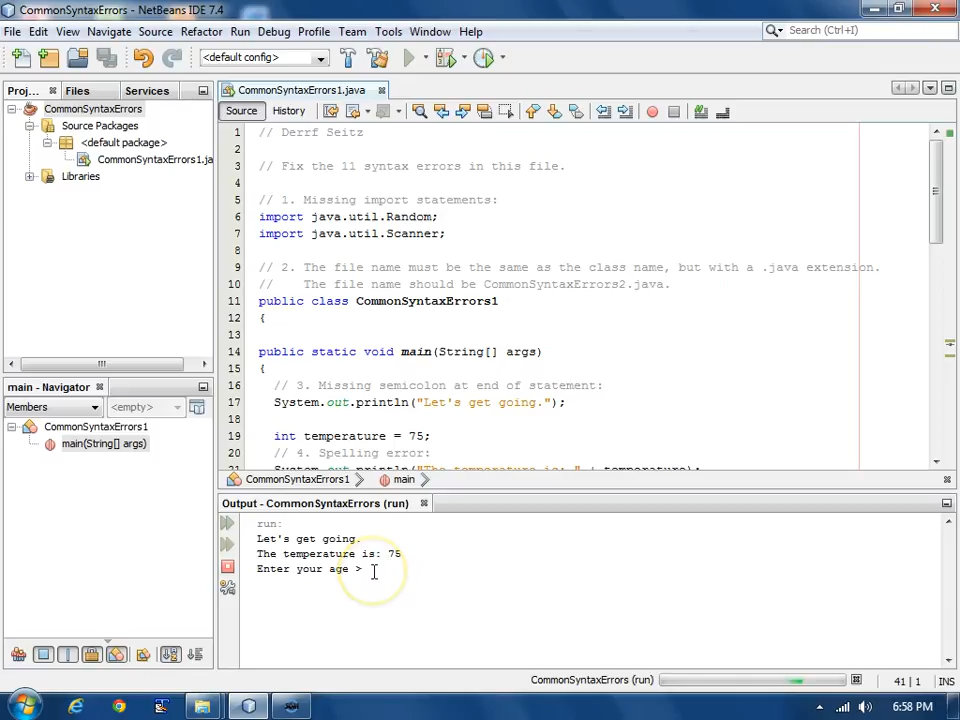 CommonSyntaxErrors - NetBeans IDE 7.4
File Edit View Navigate Source Refactor Run Debug Profile Team Tools Window Help
Search (Ctrl+I)
<default config>
Proj... Files Services
CommonSyntaxErrors1.java
CommonSyntaxErrors
Source Packages
<default package>
CommonSyntaxErrors1.ja
Libraries
Source History
1 // Derrf Seitz
2
3 // Fix the 11 syntax errors in this file.
4
5 // 1. Missing import statements:
6 import java.util.Random;
7 import java.util.Scanner;
8
9 // 2. The file name must be the same as the class name, but with a .java extension.
10 //    The file name should be CommonSyntaxErrors2.java.
11 public class CommonSyntaxErrors1
12 {
13
14 public static void main(String[] args)
15 {
16 // 3. Missing semicolon at end of statement:
17 System.out.println("Let's get going.");
18
19 int temperature = 75;
20 // 4. Spelling error:
21 System.out.println("The temperature is: " + temperature);
CommonSyntaxErrors1 main
main - Navigator
Members <empty>
CommonSyntaxErrors1
main(String[] args)
Output - CommonSyntaxErrors (run)
run:
Let's get going.
The temperature is: 75
Enter your age >
CommonSyntaxErrors (run) 41 | 1 INS
6:58 PM